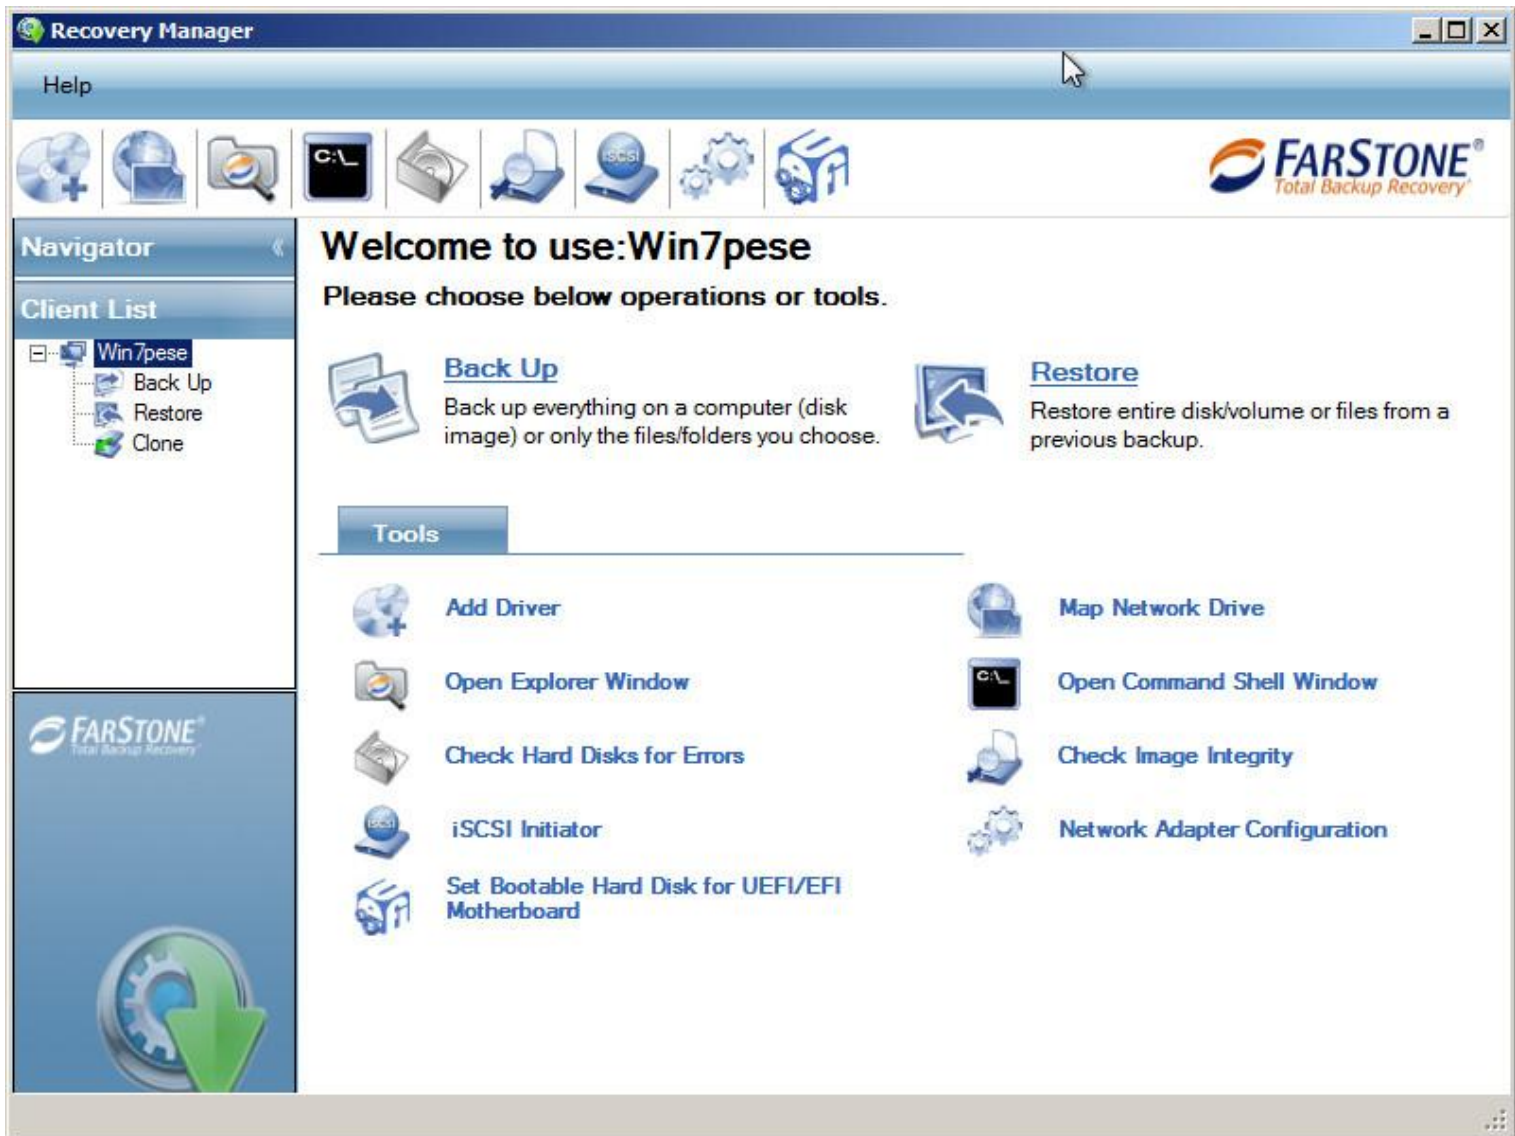 Recovery Manager
Help
C:\_
iSCSI
FARSTONE®
Total Backup Recovery
Navigator
Client List
Win7pese
Back Up
Restore
Clone
Welcome to use:Win7pese
Please choose below operations or tools.
Back Up
Back up everything on a computer (disk
image) or only the files/folders you choose.
Restore
Restore entire disk/volume or files from a
previous backup.
Tools
Add Driver
Map Network Drive
Open Explorer Window
C:\_
Open Command Shell Window
Check Hard Disks for Errors
Check Image Integrity
iSCSI
iSCSI Initiator
Network Adapter Configuration
Set Bootable Hard Disk for UEFI/EFI
Motherboard
FARSTONE®
Total Backup Recovery